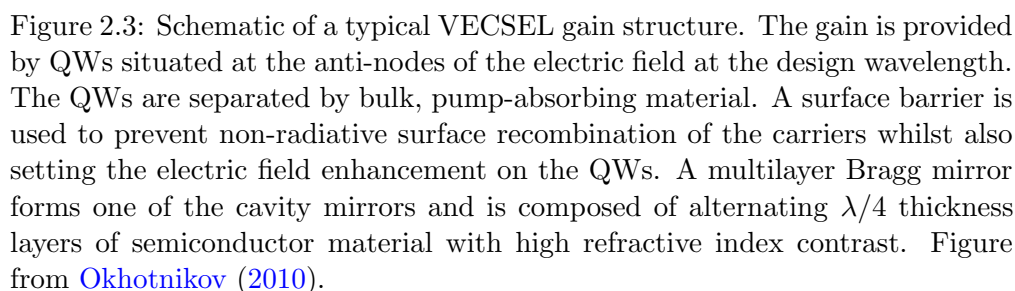 Figure 2.3: Schematic of a typical VECSEL gain structure. The gain is provided
by QWs situated at the anti-nodes of the electric field at the design wavelength.
The QWs are separated by bulk, pump-absorbing material. A surface barrier is
used to prevent non-radiative surface recombination of the carriers whilst also
setting the electric field enhancement on the QWs. A multilayer Bragg mirror
forms one of the cavity mirrors and is composed of alternating λ/4 thickness
layers of semiconductor material with high refractive index contrast. Figure
from Okhotnikov (2010).